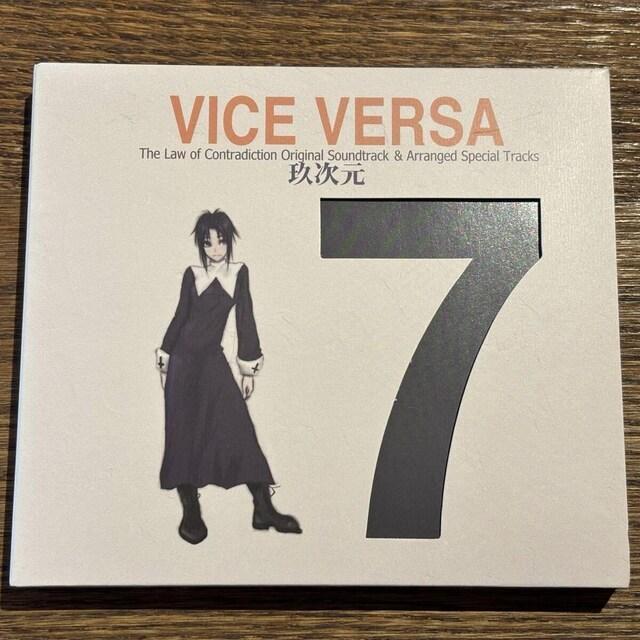 VICE VERSA
The Law of Contradiction Original Soundtrack & Arranged Special Tracks
玖次元
7